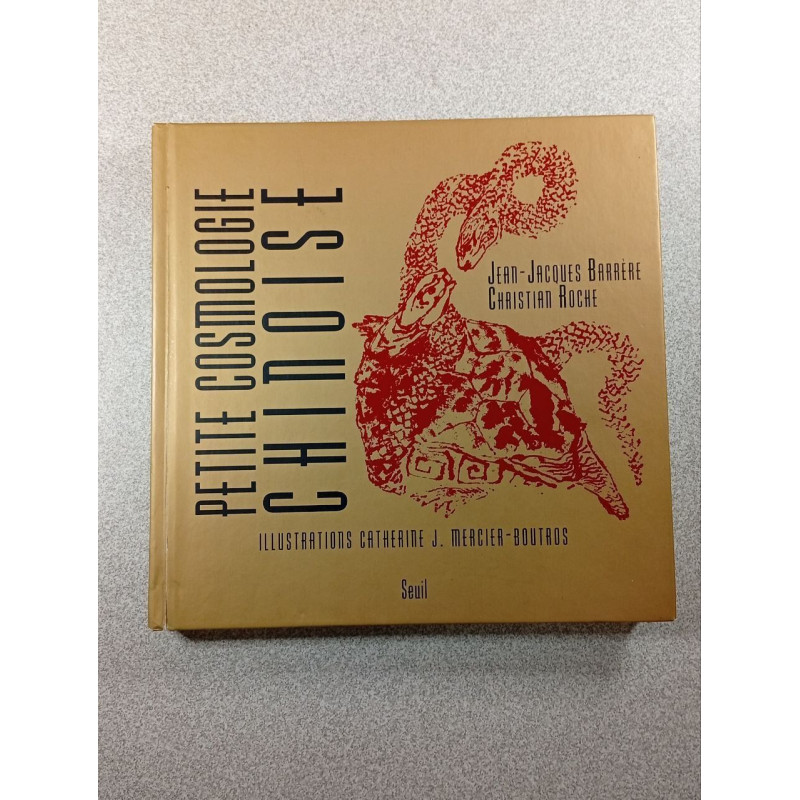 PETITE COSMOLOGIE
CHINOISE
JEAN-JACQUES BARRÈRE
CHRISTIAN ROCHE
ILLUSTRATIONS CATHERINE J. MERCIER-BOUTROS
Seuil